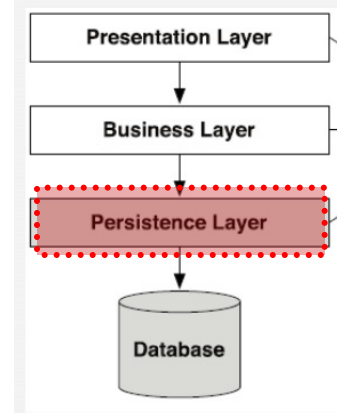 Presentation Layer
Business Layer
Persistence Layer
Database